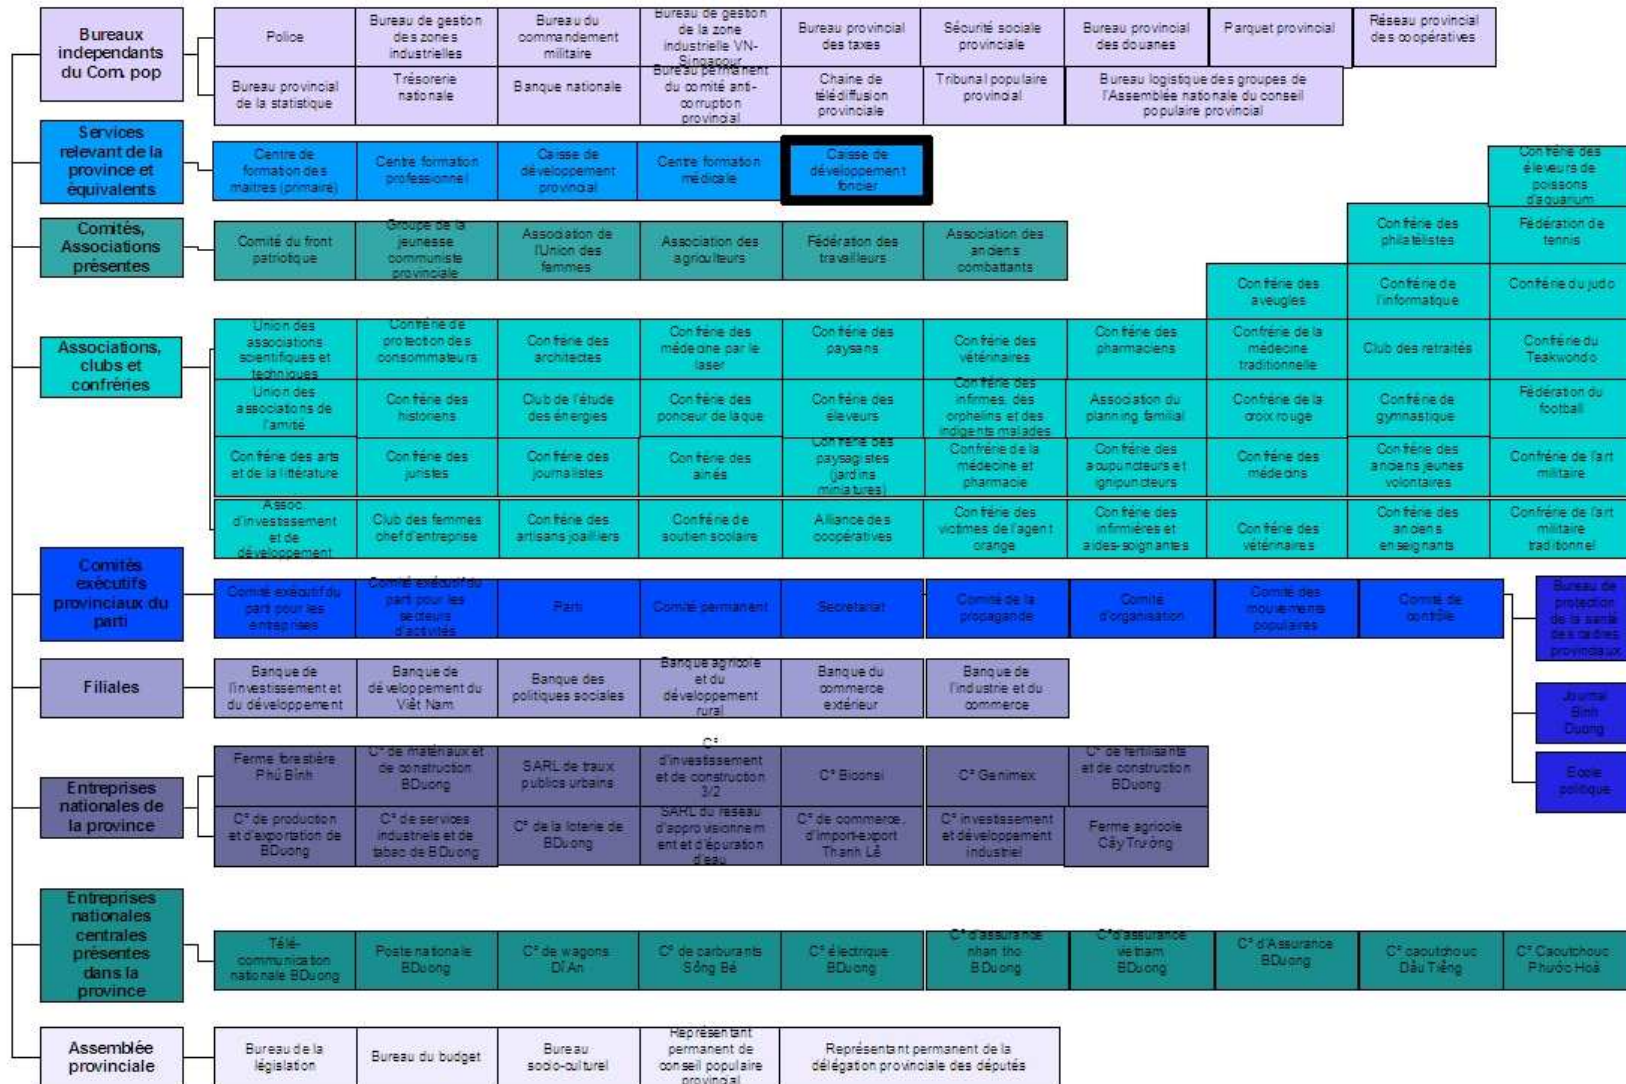 Bureaux
independants
du Com. pop
Police
Bureau de gestion
des zones
industrielles
Bureau du
commandement
militaire
Bureau de gestion
de la zone
industrielle VN-
Singapour
Bureau provincial
des taxes
Sécurité sociale
provinciale
Bureau provincial
des douanes
Parquet provincial
Réseau provincial
des coopératives
Bureau provincial
de la statistique
Trésorerie
nationale
Banque nationale
Bureau permanent
du comité anti-
corruption
provincial
Chaine de
télédiffusion
provinciale
Tribunal populaire
provincial
Bureau logistique des groupes de
l'Assemblée nationale du conseil
populaire provincial
Services
relevant de la
province et
équivalents
Centre de
formation des
maitres (primaire)
Centre formation
professionnel
Caisse de
développement
provincial
Centre formation
médicale
Caisse de
développement
foncier
Comités,
Associations
présentes
Comité du front
patriotique
Groupe de la
jeunesse
communiste
provinciale
Association de
l'Union des
femmes
Association des
agriculteurs
Fédération des
travailleurs
Association des
anciens
combattants
Associations,
clubs et
confréries
Confrérie des
éleveurs de
poissons
d'aquarium
Confrérie des
philatélistes
Fédération de
tennis
Confrérie des
aveugles
Confrérie de
l'informatique
Confrérie du judo
Union des
associations
scientifiques et
techniques
Confrérie de
protection des
consommateurs
Confrérie des
architectes
Confrérie des
médecine par le
laser
Confrérie des
paysans
Confrérie des
vétérinaires
Confrérie des
pharmaciens
Confrérie de la
médecine
traditionnelle
Club des retraités
Confrérie du
Teakwondo
Union des
associations de
l'amitié
Confrérie des
historiens
Club de l'étude
des énergies
Confrérie des
ponceur de laque
Confrérie des
éleveurs
Confrérie des
infirmes, des
orphelins et des
indigents malades
Association du
planning familial
Confrérie de la
croix rouge
Confrérie de
gymnastique
Fédération du
football
Confrérie des arts
et de la littérature
Confrérie des
juristes
Confrérie des
journalistes
Confrérie des
ainés
Confrérie des
paysagistes
(jardins
miniatures)
Confrérie de la
médecine et
pharmacie
Confrérie des
acupuncteurs et
ignipuncteurs
Confrérie des
médecins
Confrérie des
anciens jeunes
volontaires
Confrérie de l'art
militaire
Assoc.
d'investissement
et de
développement
Club des femmes
chef d'entreprise
Confrérie des
artisans joailliers
Confrérie de
soutien scolaire
Alliance des
coopératives
Confrérie des
victimes de l'agent
orange
Confrérie des
infirmières et
aides-soignantes
Confrérie des
vétérinaires
Confrérie des
anciens
enseignants
Confrérie de l'art
militaire
traditionnel
Comités
exécutifs
provinciaux du
parti
Comité exécutif du
parti pour les
entreprises
Comité exécutif du
parti pour les
secteurs
d'activités
Parti
Comité permanent
Secrétariat
Comité de la
propagande
Comité
d'organisation
Comité des
mouvements
populaires
Comité de
contrôle
Bureau de
protection
de la santé
des cadres
provinciaux
Journal
Binh
Duong
Ecole
politique
Filiales
Banque de
l'investissement et
du développement
Banque de
développement du
Viêt Nam
Banque des
politiques sociales
Banque agricole
et du
développement
rural
Banque du
commerce
extérieur
Banque de
l'industrie et du
commerce
Entreprises
nationales de
la province
Ferme forestière
Phú Bình
C° de matériaux et
de construction
BDuong
SARL de traux
publics urbains
C°
d'investissement
et de construction
3/2
C° Biconsi
C° Genimex
C° de fertilisants
et de construction
BDuong
C° de production
et d'exportation de
BDuong
C° de services
industriels et de
tabac de BDuong
C° de la loterie de
BDuong
SARL du réseau
d'approvisionnem
ent et d'épuration
d'eau
C° de commerce,
d'import-export
Thanh Lễ
C° investissement
et développement
industriel
Ferme agricole
Cây Trường
Entreprises
nationales
centrales
présentes
dans la
province
Télé-
communication
nationale BDuong
Poste nationale
BDuong
C° de wagons
Dĩ An
C° de carburants
Sông Bé
C° électrique
BDuong
C° d'assurance
nhan tho
BDuong
C° d'assurance
vietnam
BDuong
C° d'Assurance
BDuong
C° caoutchouc
Dầu Tiếng
C° Caoutchouc
Phước Hoà
Assemblée
provinciale
Bureau de la
législation
Bureau du budget
Bureau
socio-culturel
Représentant
permanent de
conseil populaire
provincial
Représentant permanent de la
délégation provinciale des députés